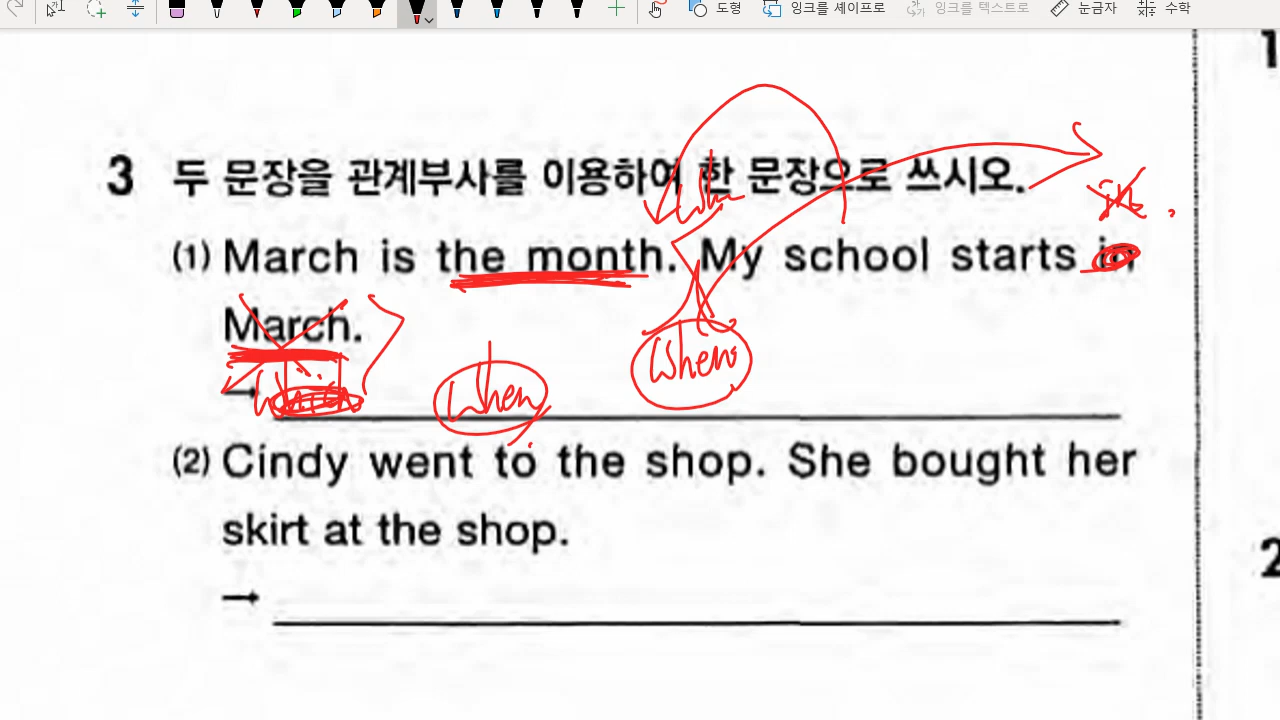 도형 잉크를 셰이프로 잉크를 텍스트로 눈금자 수학
3 두 문장을 관계부사를 이용하여 한 문장으로 쓰시오.
(1) March is the month. My school starts in
March.
when
when
→
(2) Cindy went to the shop. She bought her
skirt at the shop.
→
1
2